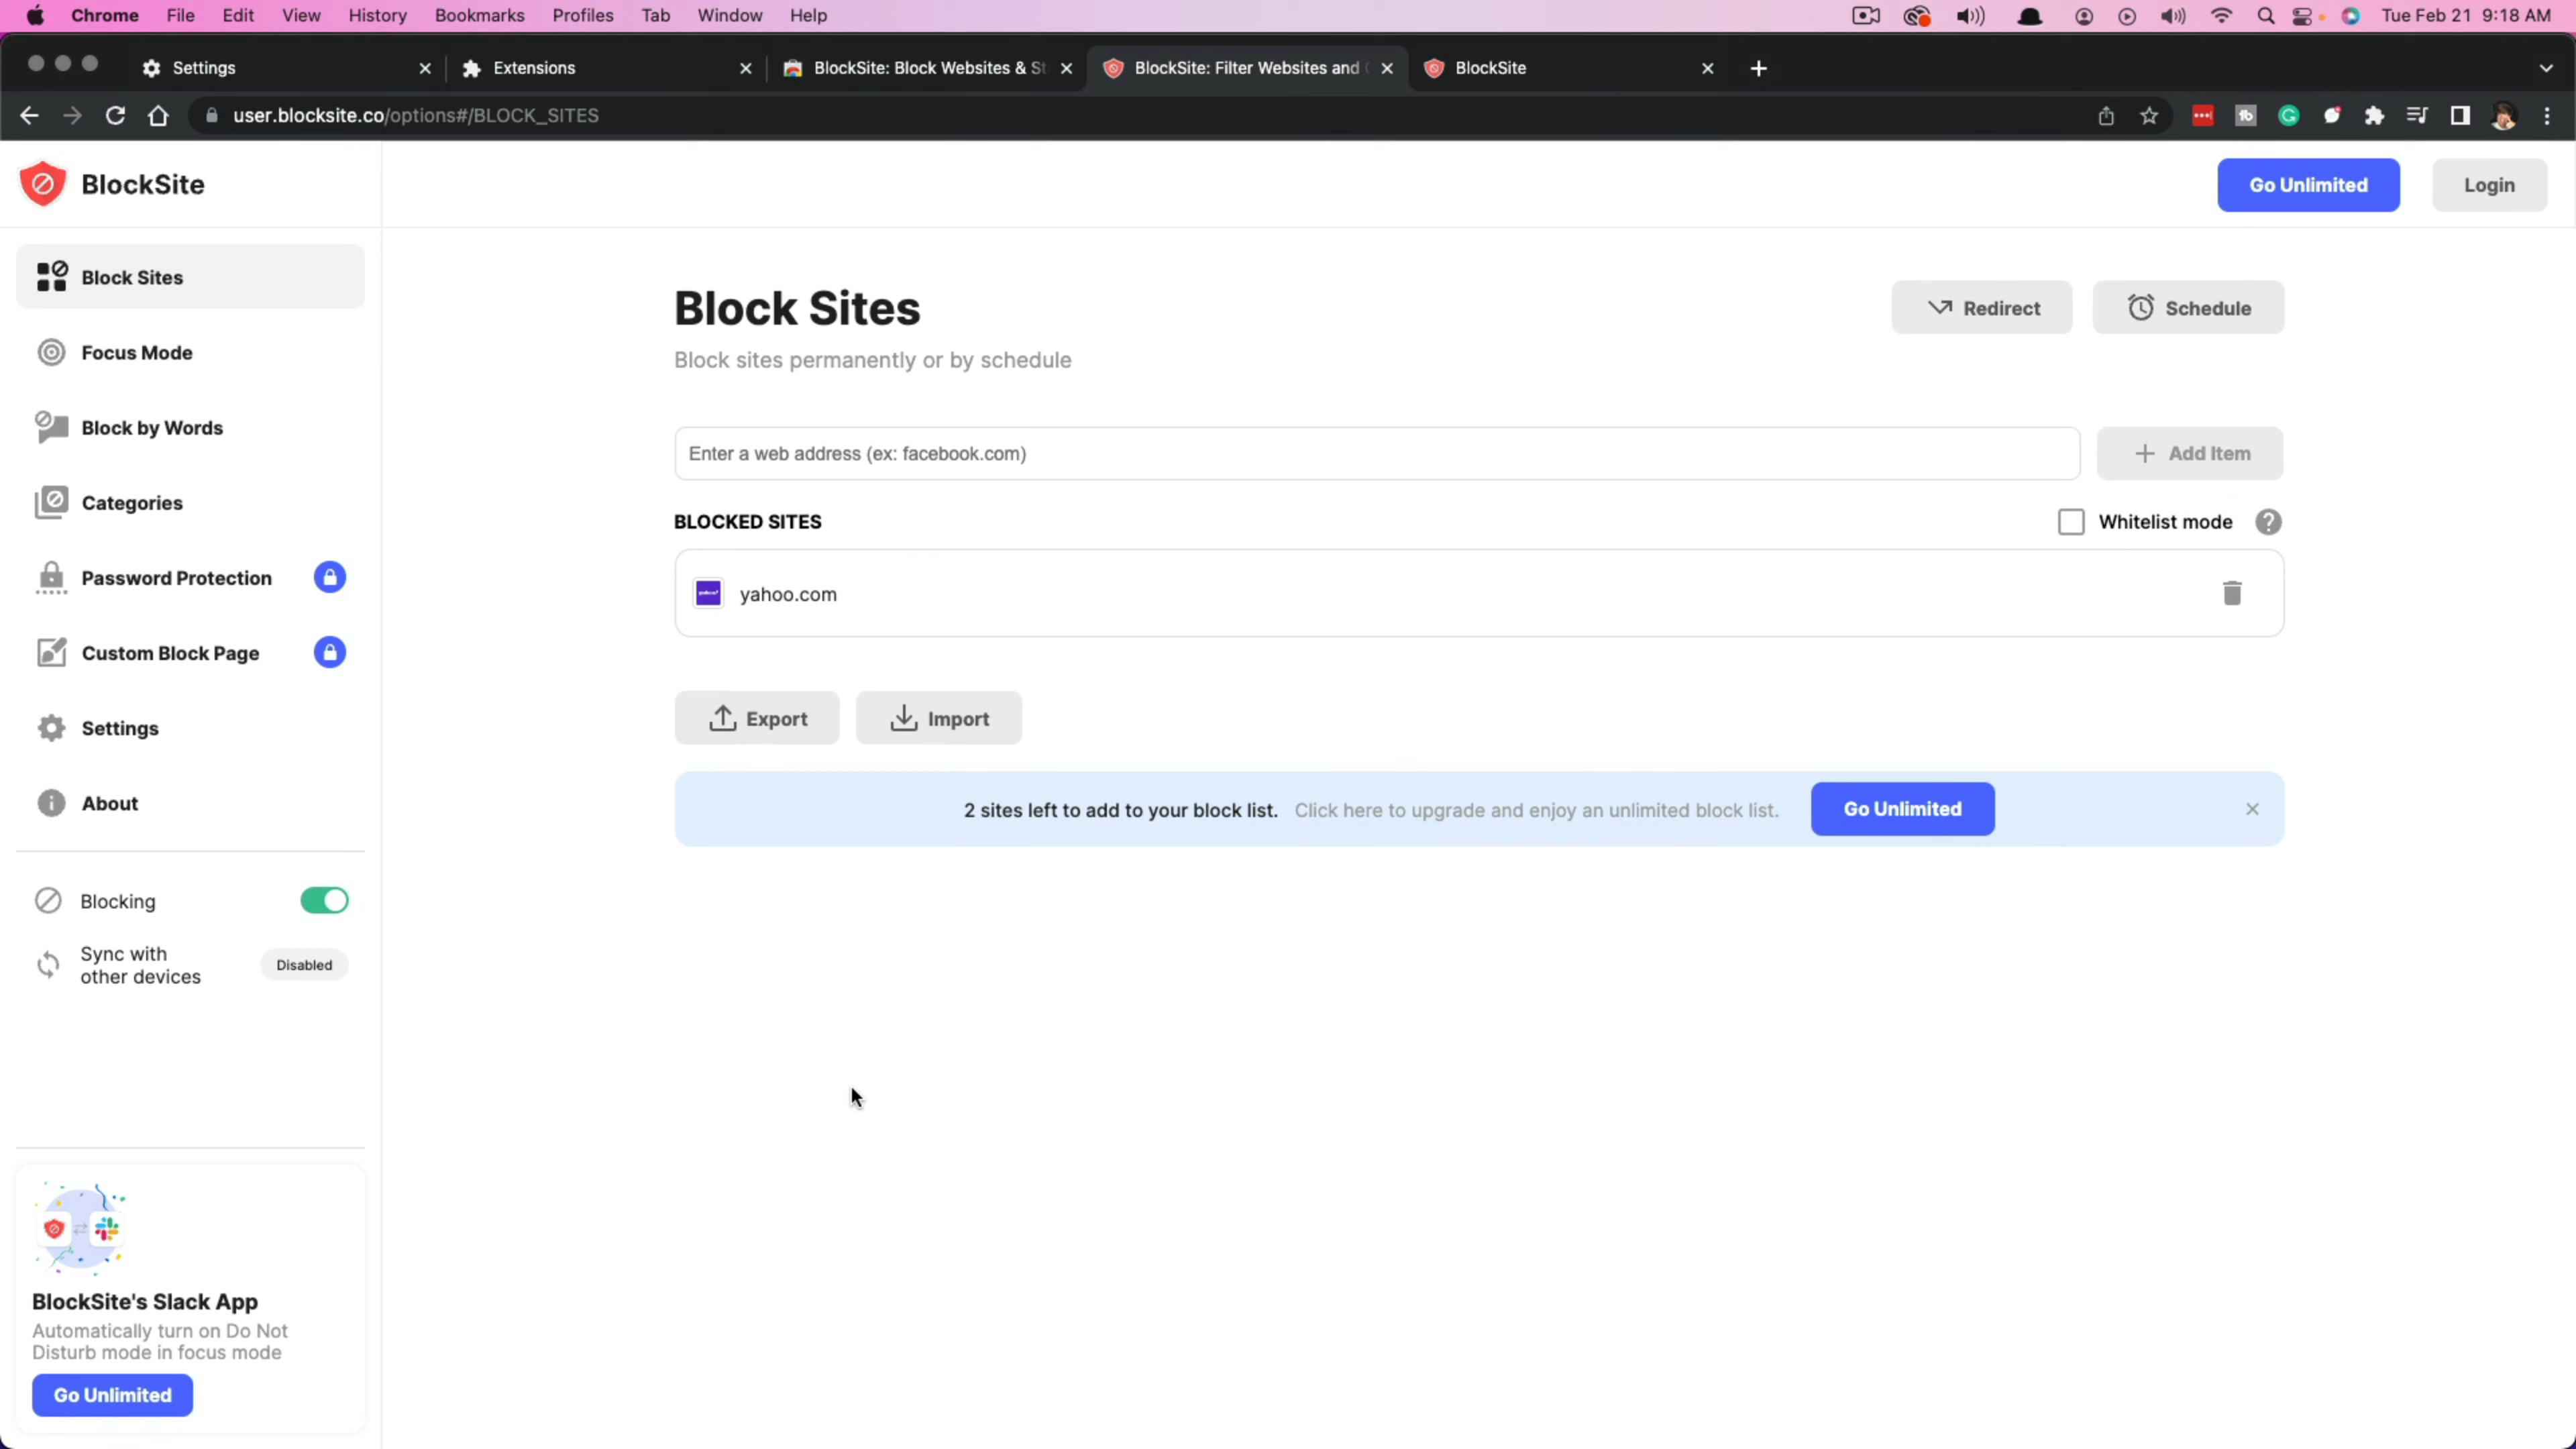 Chrome File Edit View History Bookmarks Profiles Tab Window Help Tue Feb 21 9:18 AM
Settings Extensions BlockSite: Block Websites & St BlockSite: Filter Websites and BlockSite
user.blocksite.co/options#/BLOCK_SITES
BlockSite
Go Unlimited
Login
Block Sites
Focus Mode
Block by Words
Categories
Password Protection
Custom Block Page
Settings
About
Blocking
Sync with
other devices
Disabled
BlockSite's Slack App
Automatically turn on Do Not
Disturb mode in focus mode
Go Unlimited
Block Sites
Redirect
Schedule
Block sites permanently or by schedule
Enter a web address (ex: facebook.com)
Add Item
BLOCKED SITES
Whitelist mode
yahoo.com
Export
Import
2 sites left to add to your block list. Click here to upgrade and enjoy an unlimited block list.
Go Unlimited